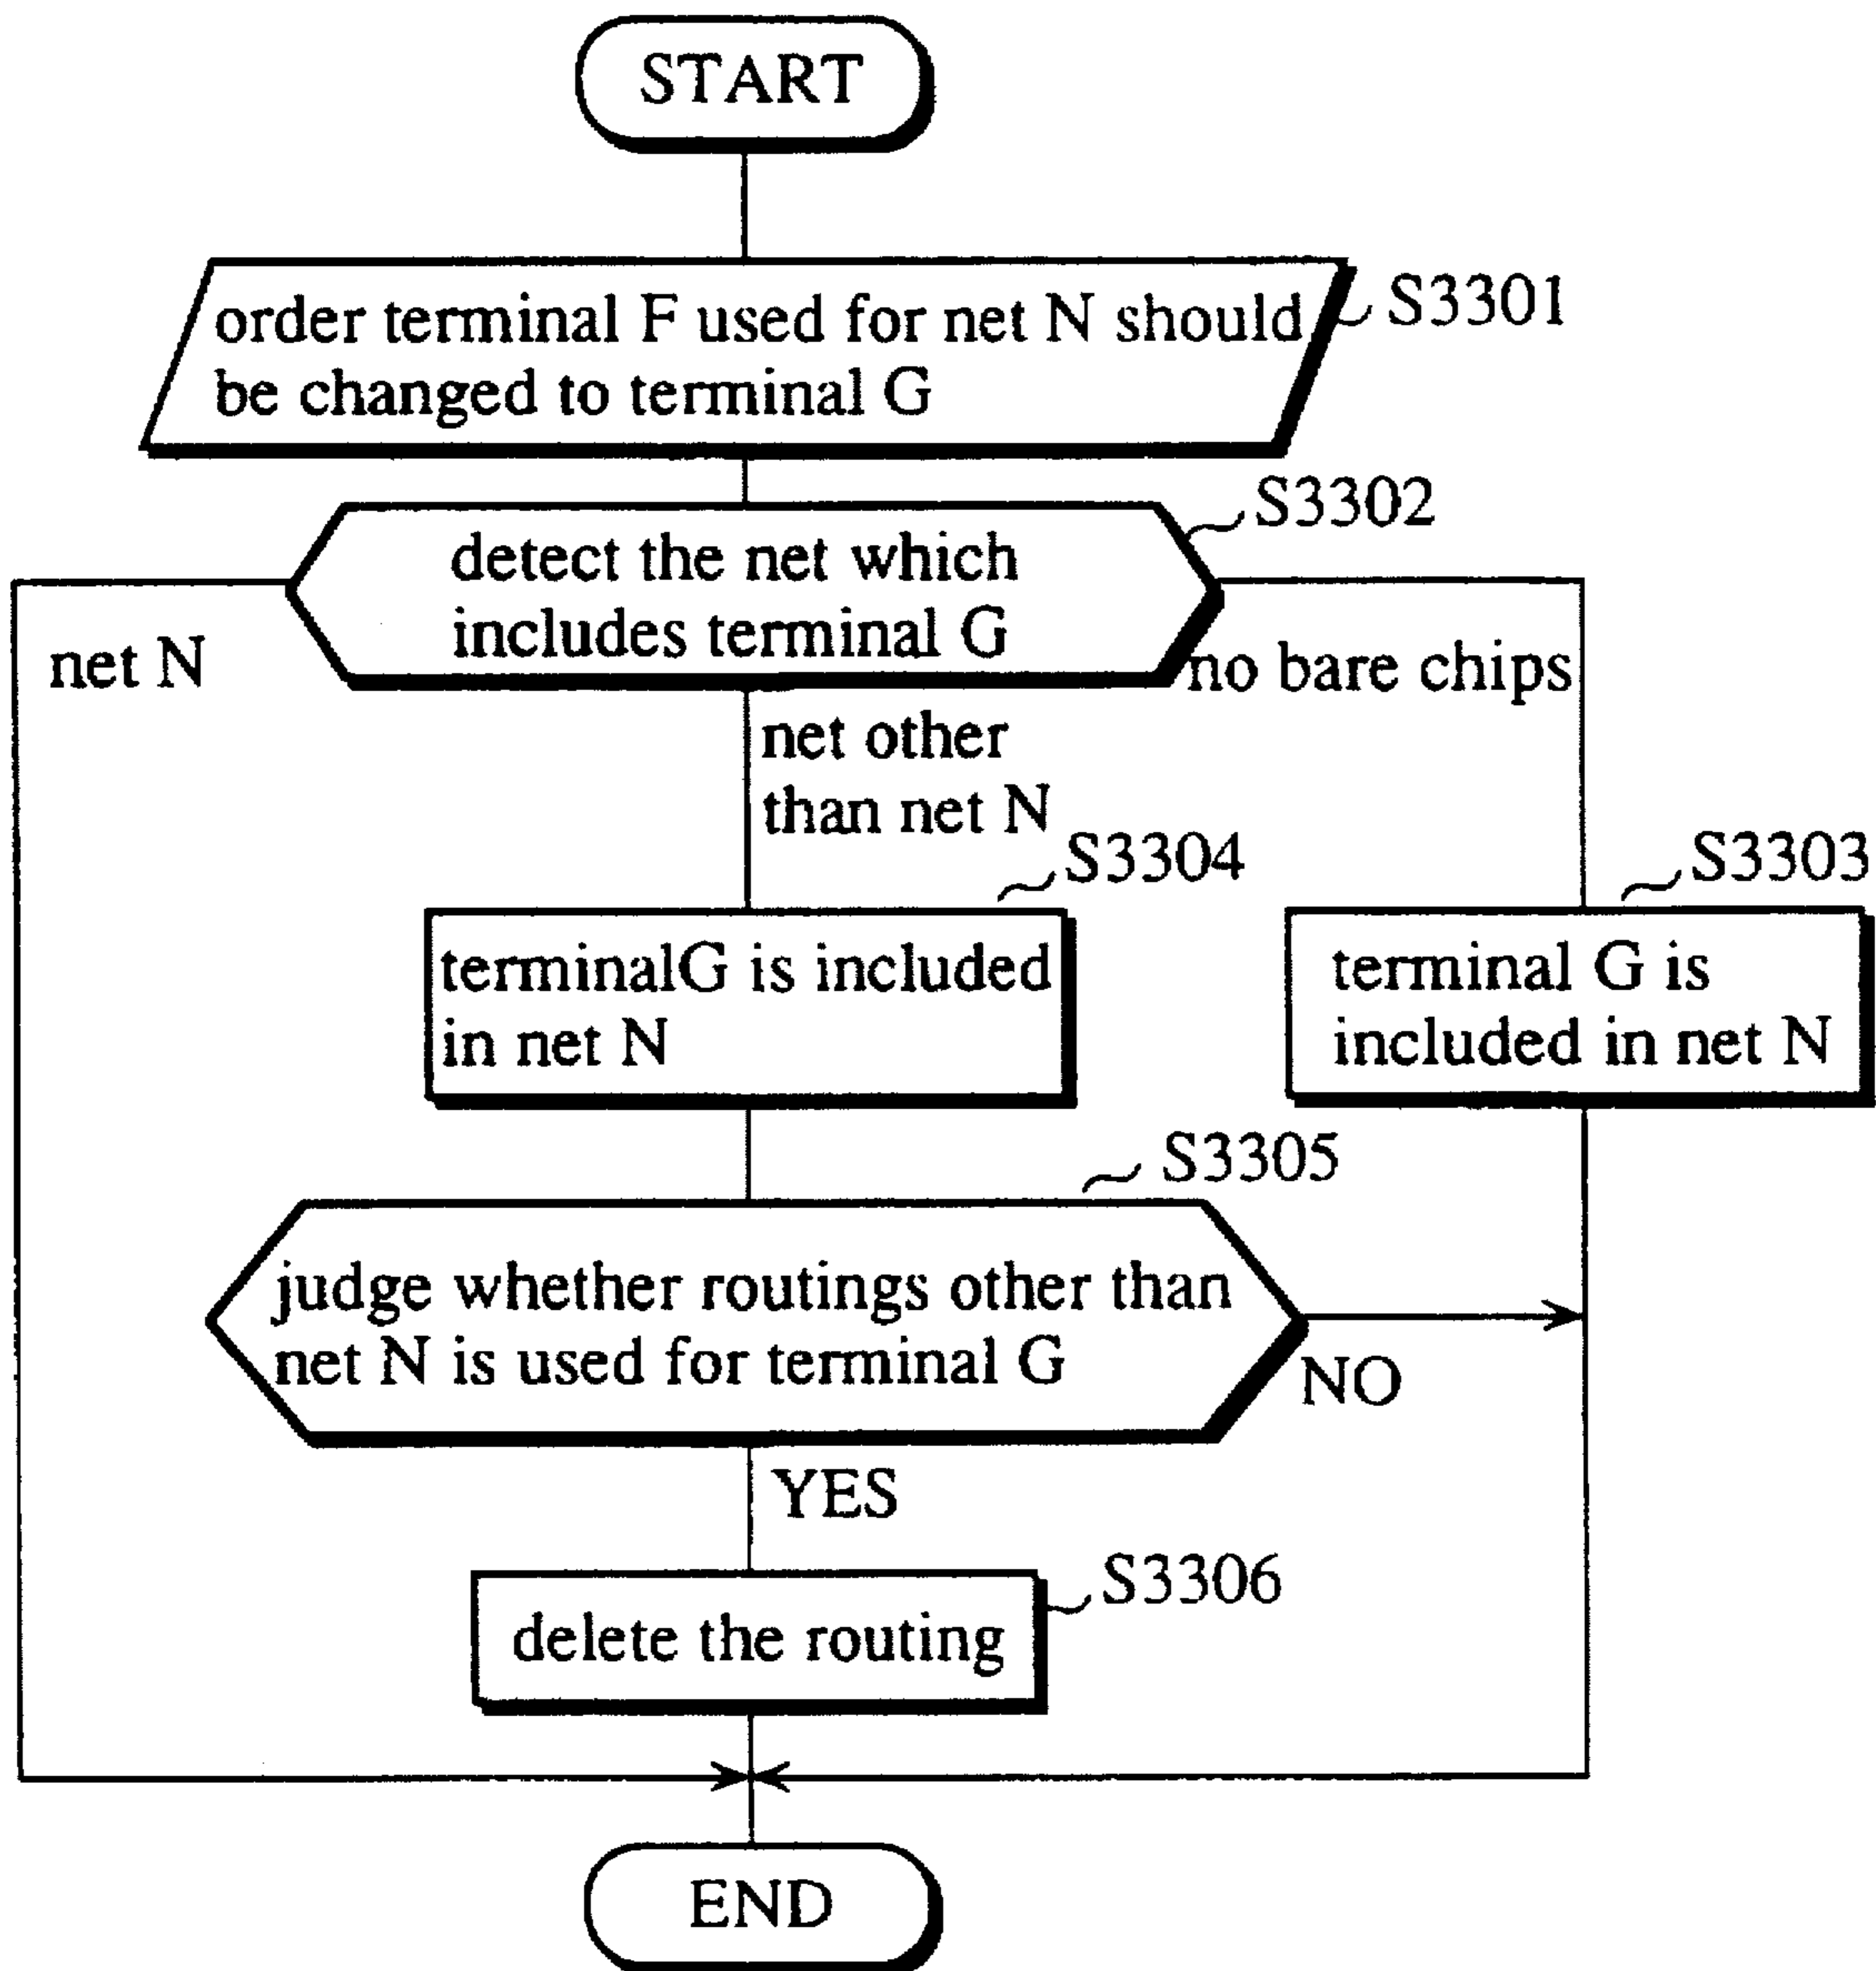 START
order terminal F used for net N should
be changed to terminal G
S3301
S3302
detect the net which
includes terminal G
net N
no bare chips
net other
than net N
S3304
S3303
terminalG is included
in net N
terminal G is
included in net N
S3305
judge whether routings other than
net N is used for terminal G
NO
YES
S3306
delete the routing
END